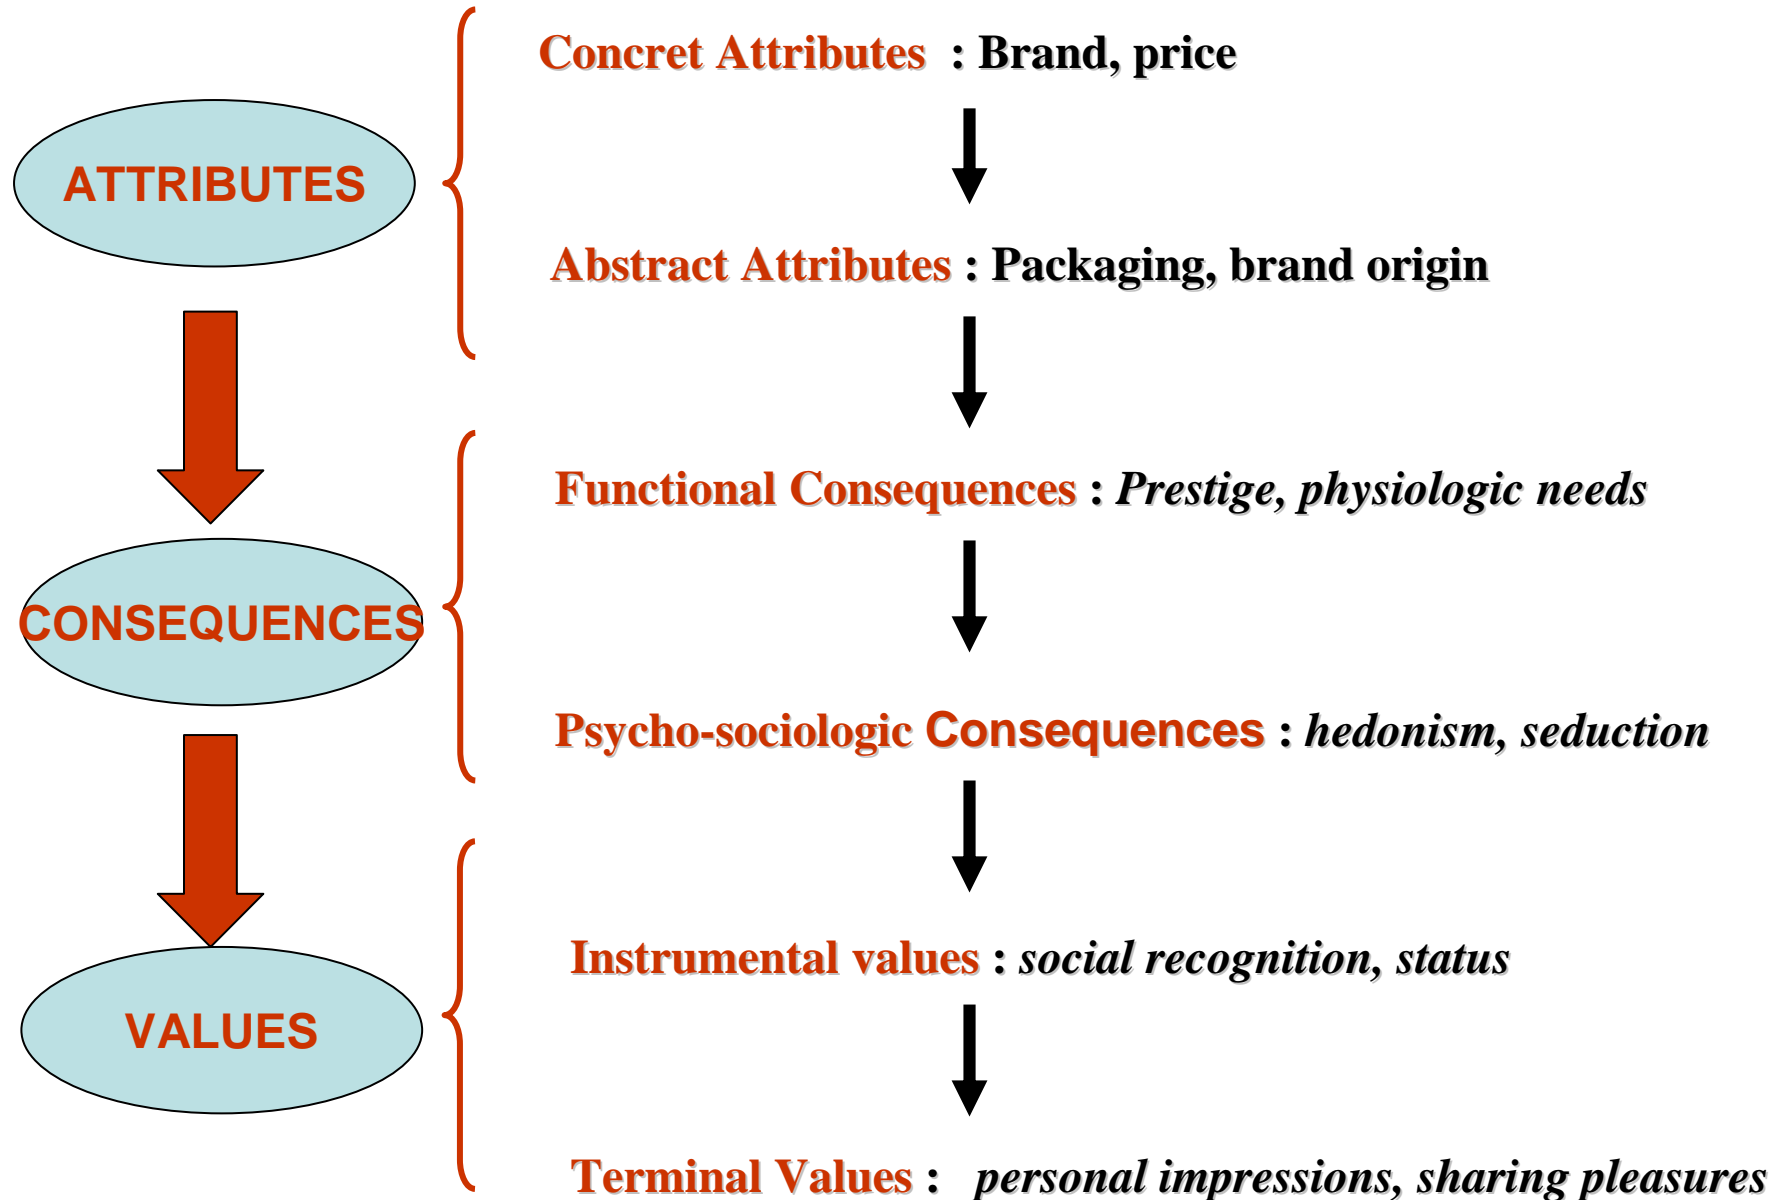 Concret Attributes : Brand, price
ATTRIBUTES
Abstract Attributes : Packaging, brand origin
Functional Consequences : Prestige, physiologic needs
CONSEQUENCES
Psycho-sociologic Consequences : hedonism, seduction
Instrumental values : social recognition, status
VALUES
Terminal Values : personal impressions, sharing pleasures